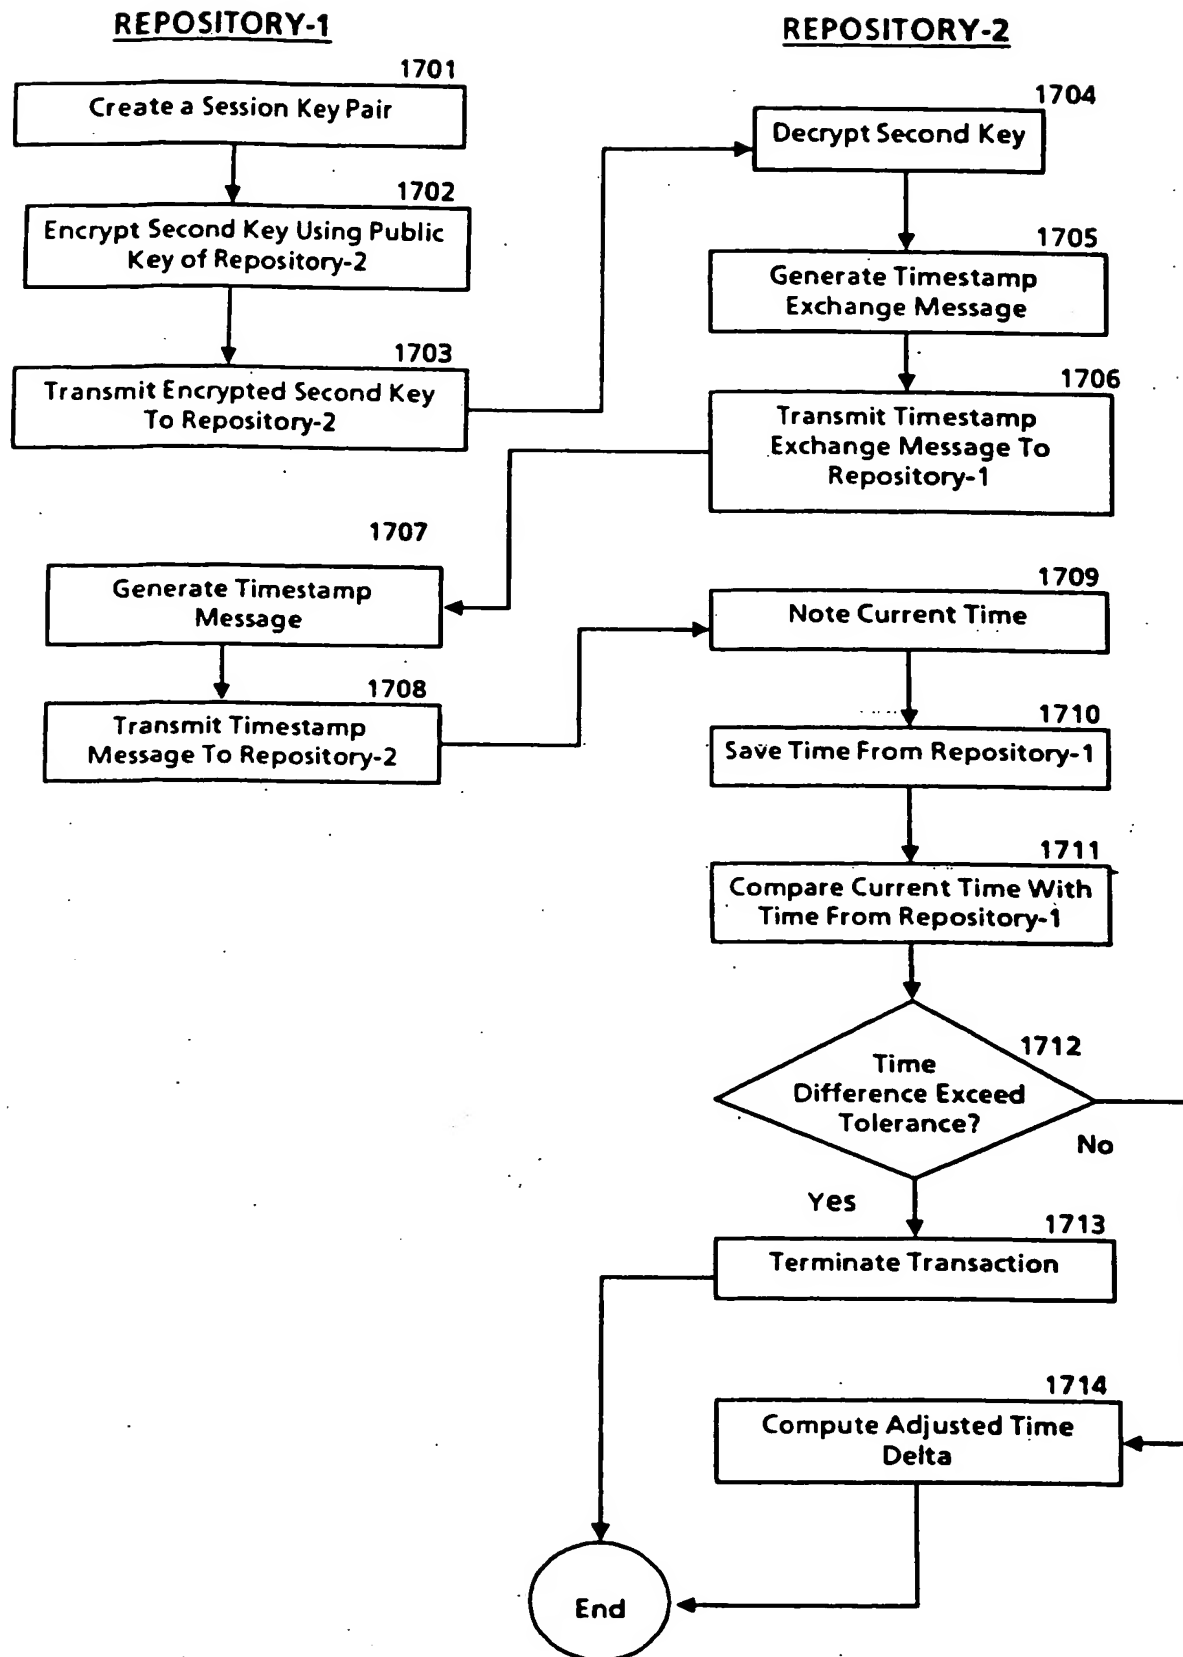 REPOSITORY-1
REPOSITORY-2
1701
Create a Session Key Pair
1702
Encrypt Second Key Using Public
Key of Repository-2
1703
Transmit Encrypted Second Key
To Repository-2
1704
Decrypt Second Key
1705
Generate Timestamp
Exchange Message
1706
Transmit Timestamp
Exchange Message To
Repository-1
1707
Generate Timestamp
Message
1708
Transmit Timestamp
Message To Repository-2
1709
Note Current Time
1710
Save Time From Repository-1
1711
Compare Current Time With
Time From Repository-1
1712
Time
Difference Exceed
Tolerance?
No
Yes
1713
Terminate Transaction
1714
Compute Adjusted Time
Delta
End